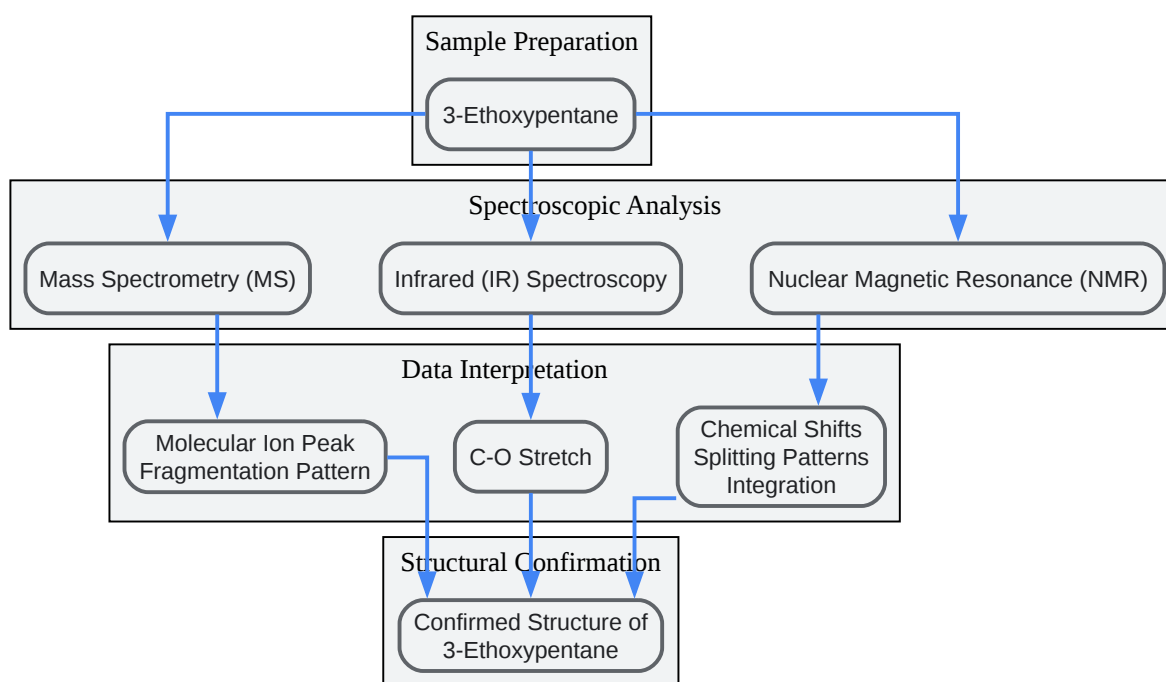 Sample Preparation
3-Ethoxypentane
Spectroscopic Analysis
Mass Spectrometry (MS)
Infrared (IR) Spectroscopy
Nuclear Magnetic Resonance (NMR)
Data Interpretation
Molecular Ion Peak
Fragmentation Pattern
C-O Stretch
Chemical Shifts
Splitting Patterns
Integration
Structural Confirmation
Confirmed Structure of
3-Ethoxypentane